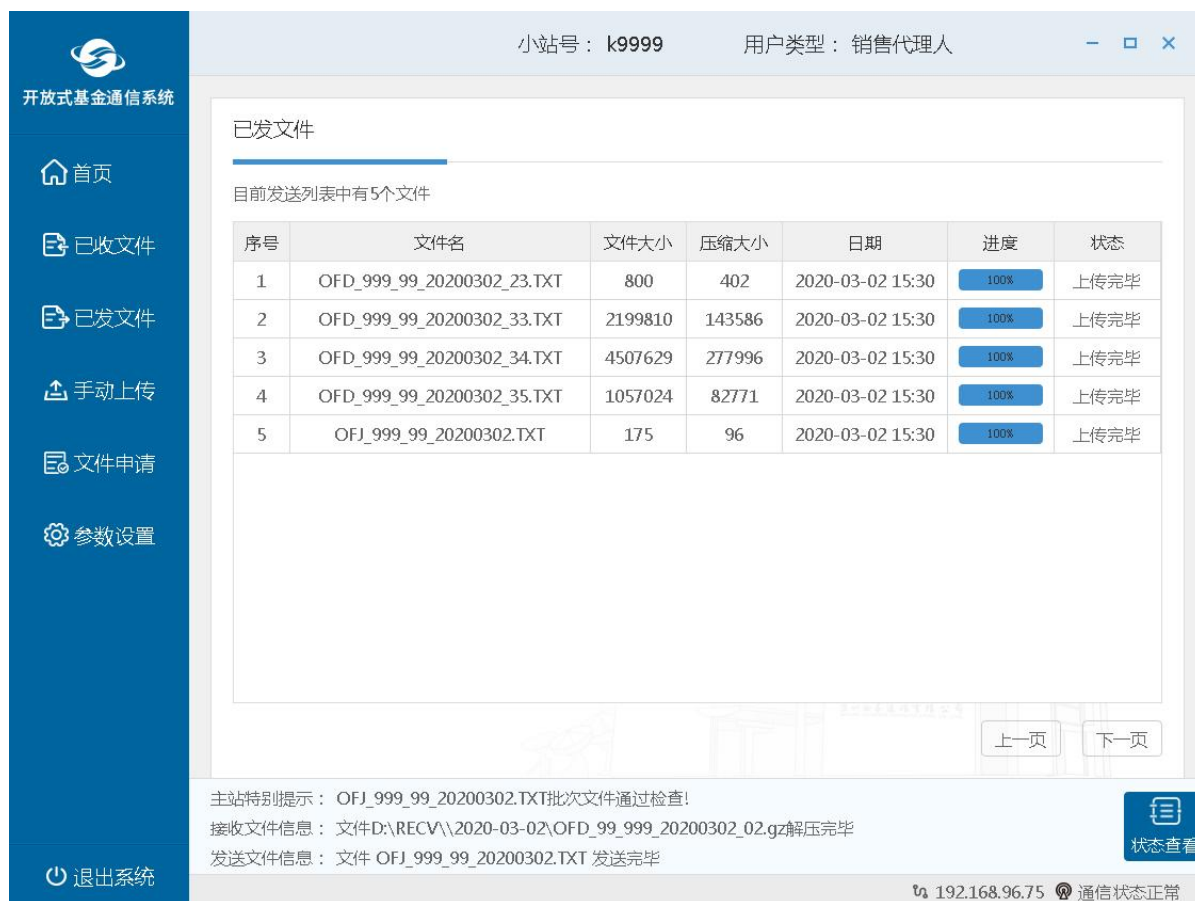 小站号： k9999 用户类型： 销售代理人
开放式基金通信系统
首页
已收文件
已发文件
手动上传
文件申请
参数设置
退出系统
已发文件
目前发送列表中有5个文件
序号 文件名 文件大小 压缩大小 日期 进度 状态
1 OFD_999_99_20200302_23.TXT 800 402 2020-03-02 15:30 100% 上传完毕
2 OFD_999_99_20200302_33.TXT 2199810 143586 2020-03-02 15:30 100% 上传完毕
3 OFD_999_99_20200302_34.TXT 4507629 277996 2020-03-02 15:30 100% 上传完毕
4 OFD_999_99_20200302_35.TXT 1057024 82771 2020-03-02 15:30 100% 上传完毕
5 OFJ_999_99_20200302.TXT 175 96 2020-03-02 15:30 100% 上传完毕
上一页 下一页
主站特别提示： OFJ_999_99_20200302.TXT批次文件通过检查!
接收文件信息： 文件D:\RECV\\2020-03-02\OFD_99_999_20200302_02.gz解压完毕
发送文件信息： 文件 OFJ_999_99_20200302.TXT 发送完毕
状态查看
192.168.96.75 通信状态正常